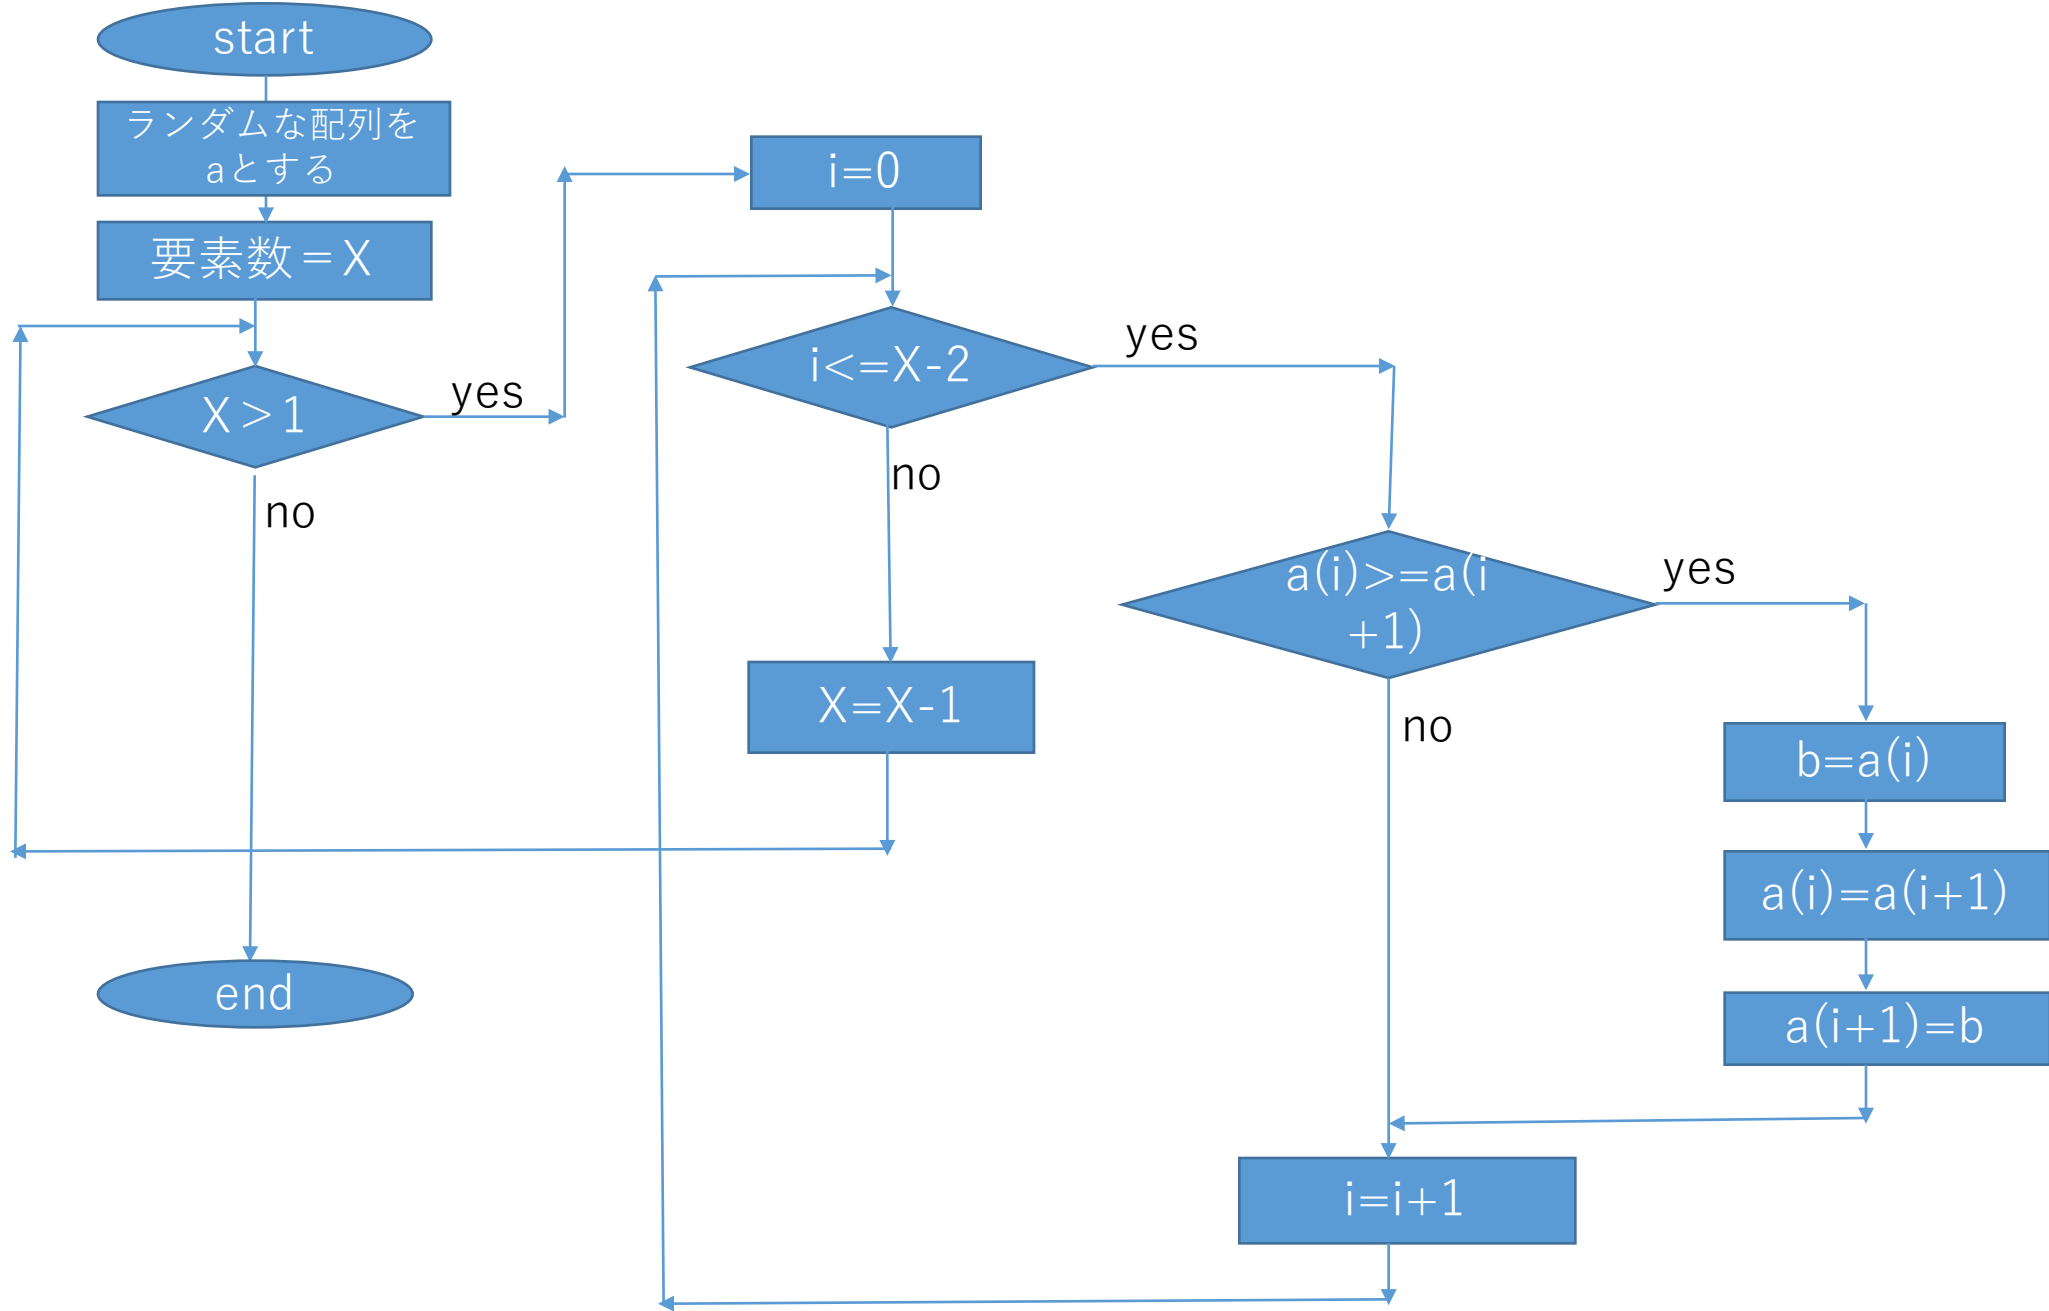 start
ランダムな配列を
aとする
要素数＝X
X＞1
yes
no
end
i=0
i<=X-2
yes
no
X=X-1
a(i)>=a(i
+1)
yes
no
b=a(i)
a(i)=a(i+1)
a(i+1)=b
i=i+1